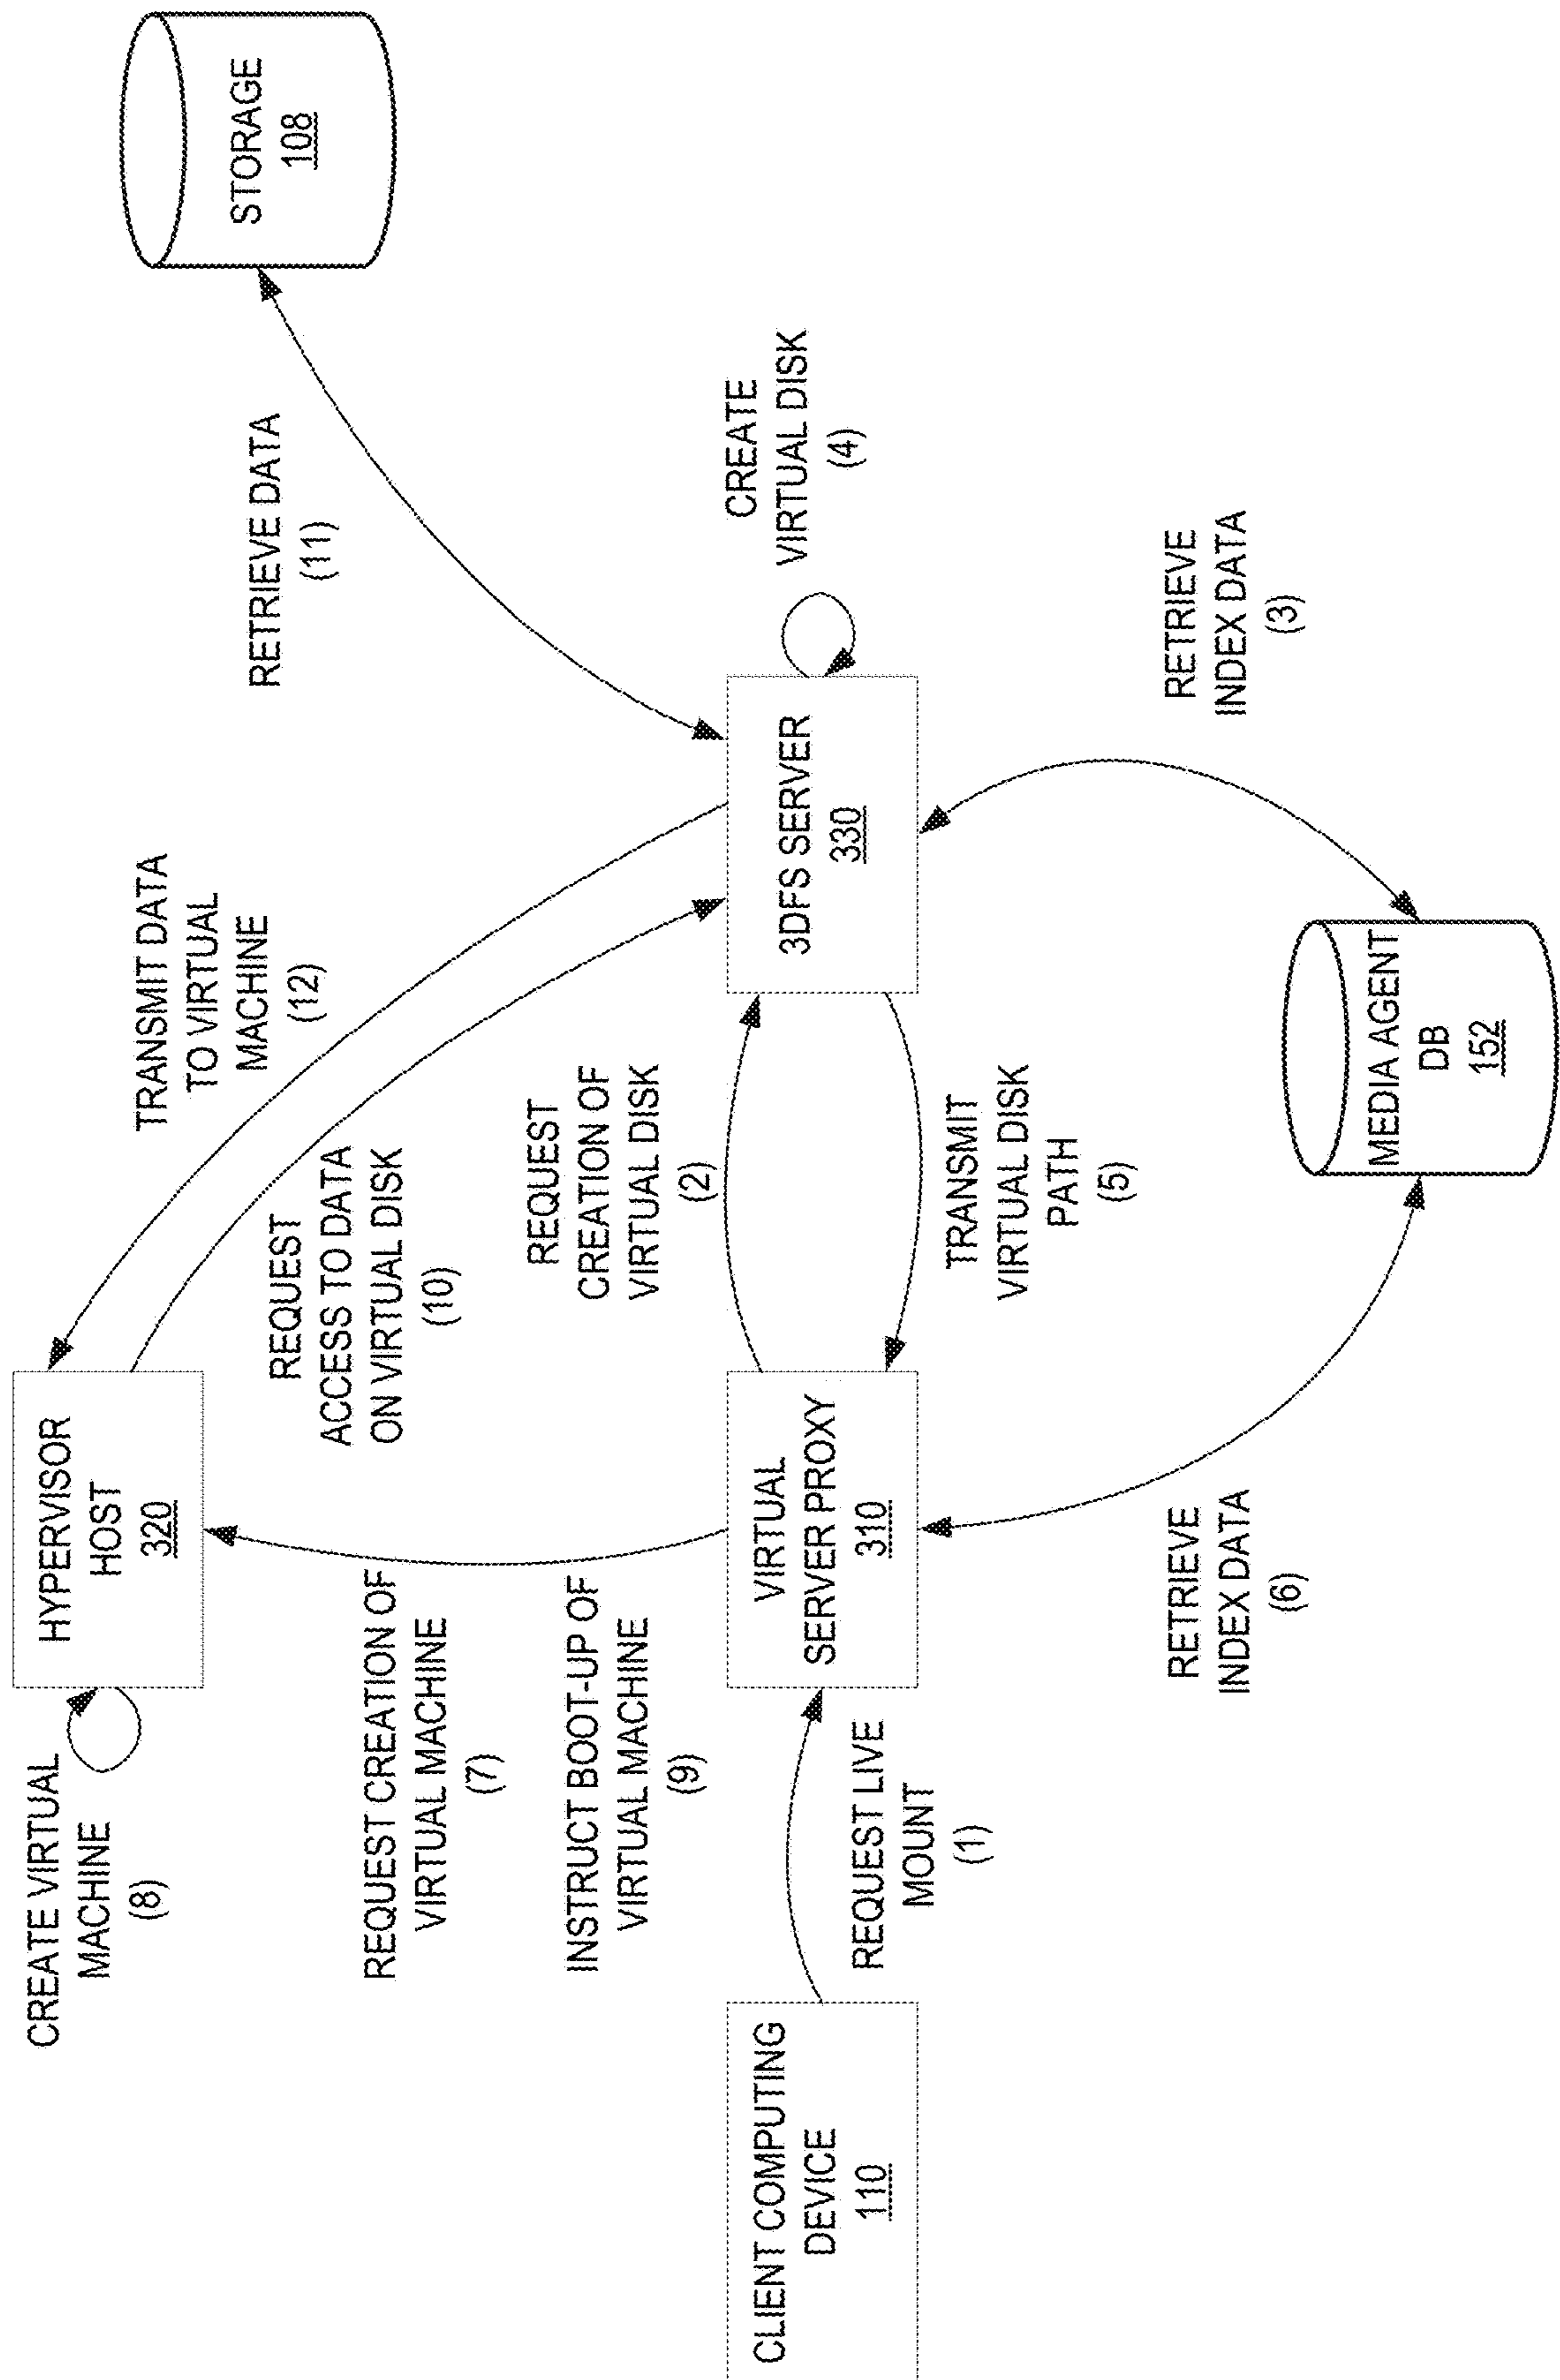 CREATE VIRTUAL
MACHINE
(8)
HYPERVISOR
HOST
320
TRANSMIT DATA
TO VIRTUAL
MACHINE
(12)
STORAGE
108
RETRIEVE DATA
(11)
REQUEST
ACCESS TO DATA
ON VIRTUAL DISK
(10)
REQUEST CREATION OF
VIRTUAL MACHINE
(7)
INSTRUCT BOOT-UP OF
VIRTUAL MACHINE
(9)
REQUEST
CREATION OF
VIRTUAL DISK
(2)
CREATE
VIRTUAL DISK
(4)
CLIENT COMPUTING
DEVICE
110
REQUEST LIVE
MOUNT
(1)
VIRTUAL
SERVER PROXY
310
3DFS SERVER
330
TRANSMIT
VIRTUAL DISK
PATH
(5)
RETRIEVE
INDEX DATA
(6)
RETRIEVE
INDEX DATA
(3)
MEDIA AGENT
DB
152